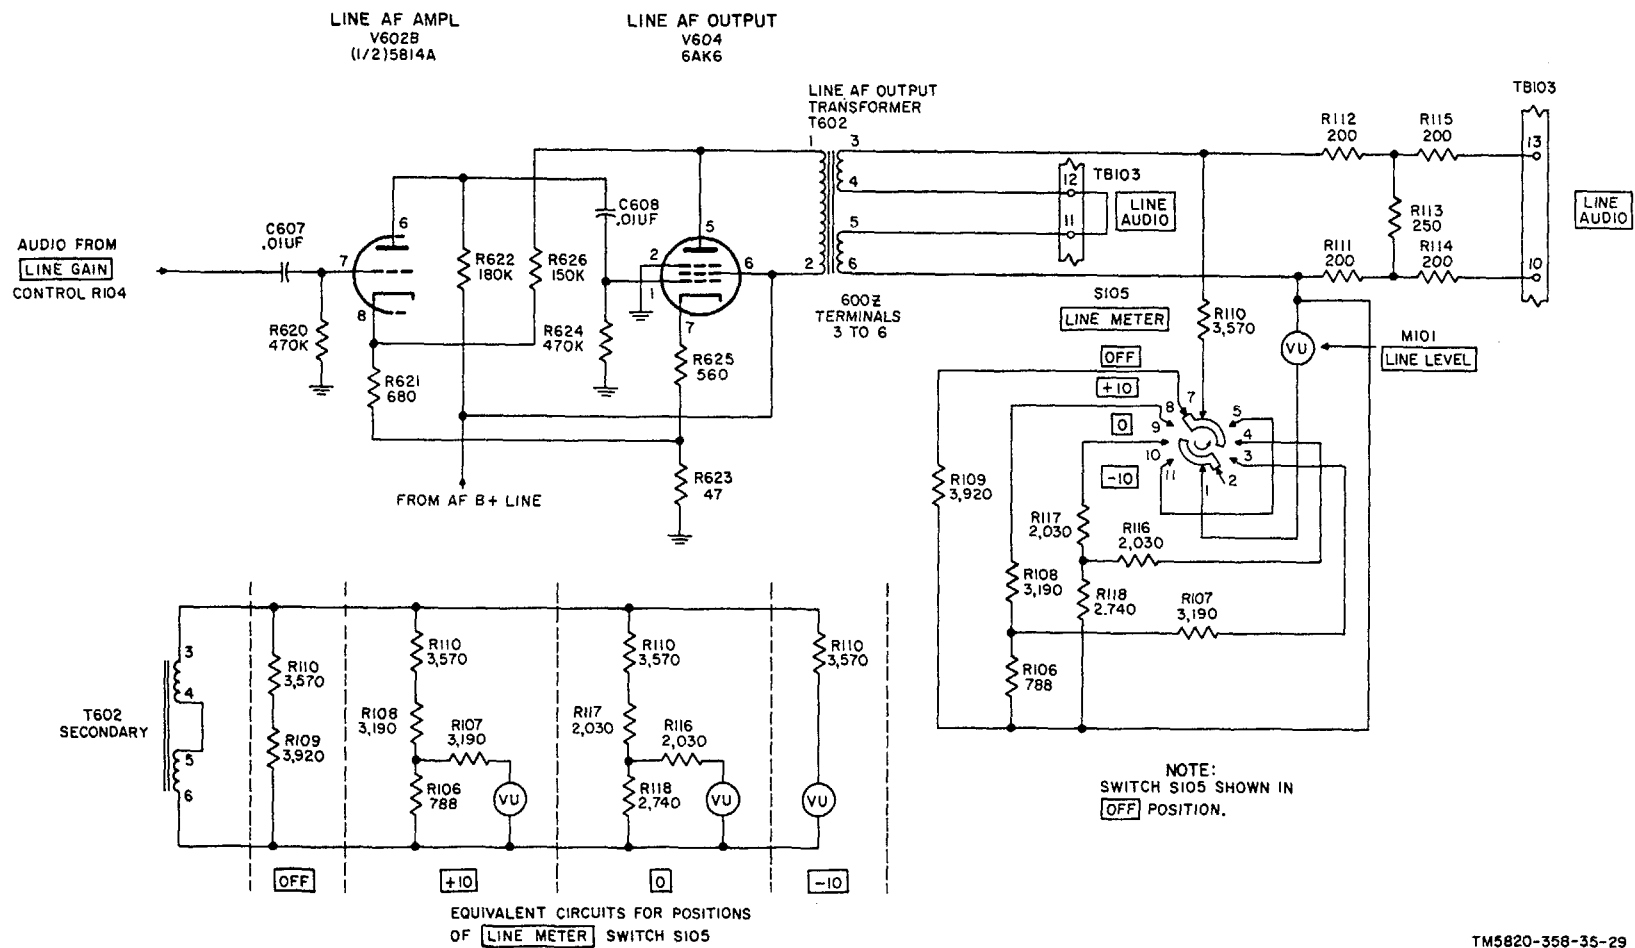 LINE AF AMPL
V602B
(1/2)5814A
LINE AF OUTPUT
V604
6AK6
LINE AF OUTPUT
TRANSFORMER
T602
TB103
R112
200
R115
200
13
1
3
4
12
TB103
LINE
AUDIO
11
5
2
6
R113
250
R111
200
R114
200
10
LINE
AUDIO
AUDIO FROM
LINE GAIN
CONTROL R104
C607
.01UF
7
6
8
R620
470K
R621
680
R622
180K
R626
150K
C608
.01UF
R624
470K
5
2
1
6
7
R625
560
R623
47
FROM AF B+ LINE
600Z
TERMINALS
3 TO 6
S105
LINE METER
R110
3,570
VU
M101
LINE LEVEL
OFF
+10
0
-10
7
8
9
10
11
5
4
3
2
1
R109
3,920
R117
2,030
R116
2,030
R108
3,190
R118
2.740
R107
3,190
R106
788
NOTE:
SWITCH S105 SHOWN IN
OFF POSITION.
T602
SECONDARY
3
4
5
6
R110
3,570
R109
3,920
OFF
R110
3,570
R108
3,190
R107
3,190
R106
788
VU
+10
R110
3,570
R117
2,030
R116
2,030
R118
2,740
VU
0
R110
3,570
VU
-10
EQUIVALENT CIRCUITS FOR POSITIONS
OF LINE METER SWITCH S105
TM5820-358-35-29